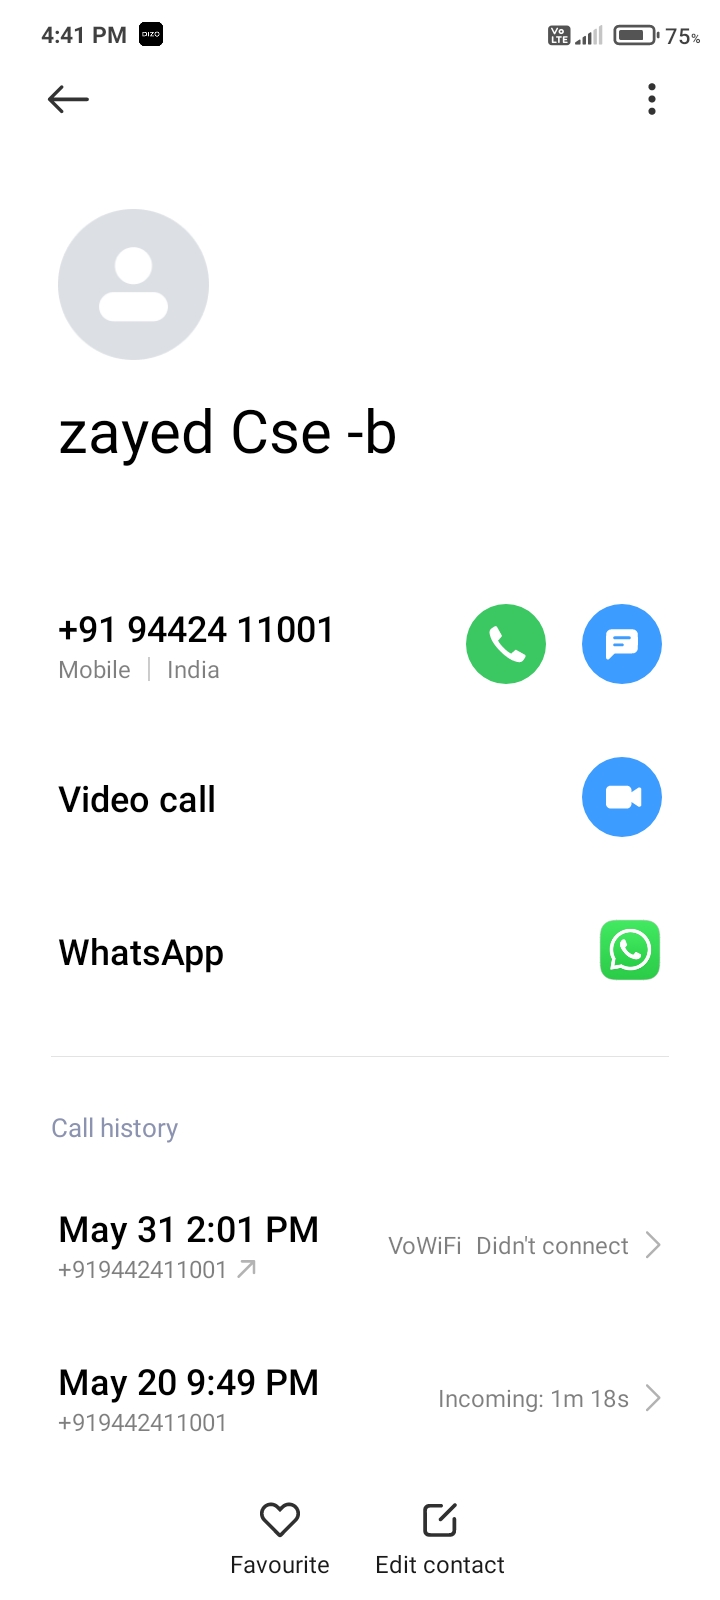 4:41 PM DIZO Vo LTE 75%
zayed Cse -b
+91 94424 11001
Mobile | India
Video call
WhatsApp
Call history
May 31 2:01 PM
+919442411001
VoWiFi Didn't connect
May 20 9:49 PM
+919442411001
Incoming: 1m 18s
Favourite
Edit contact